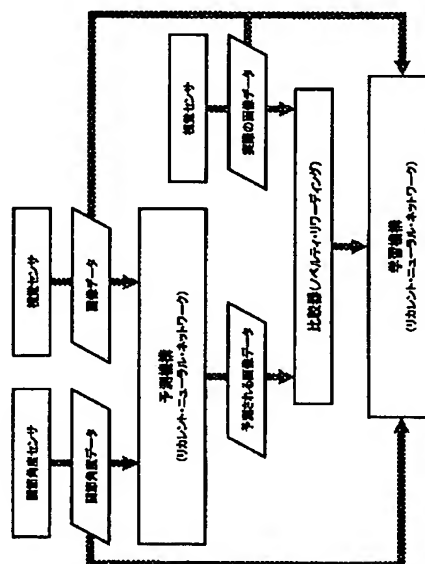 関節角度センサ
視覚センサ
関節角度データ
画像データ
視覚センサ
予測機構
(リカレント・ニューラル・ネットワーク)
実際の画像データ
予測される画像データ
比較器(ノベルティ・リワーディング)
学習機構
(リカレント・ニューラル・ネットワーク)